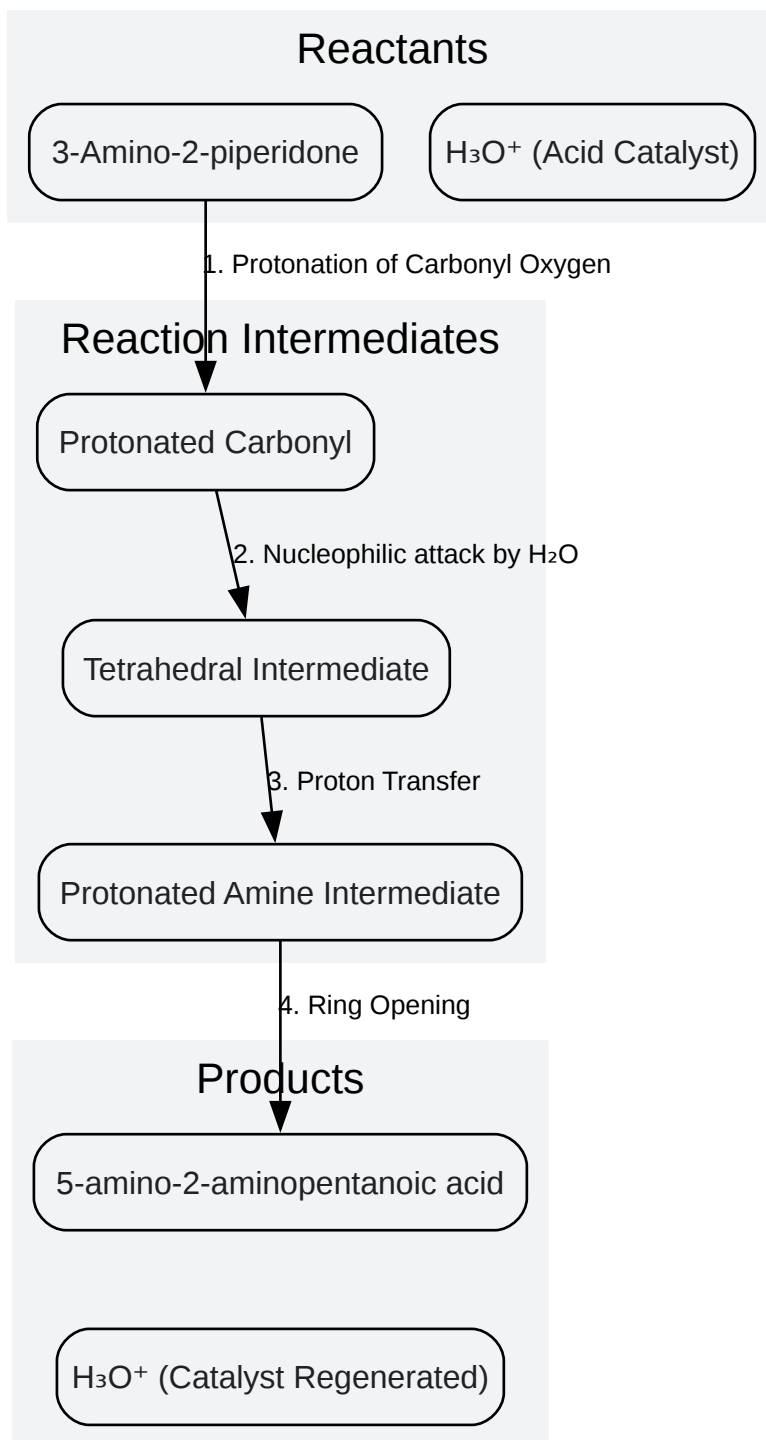 Reactants
3-Amino-2-piperidone
H₃O⁺ (Acid Catalyst)
1. Protonation of Carbonyl Oxygen
Reaction Intermediates
Protonated Carbonyl
2. Nucleophilic attack by H₂O
Tetrahedral Intermediate
3. Proton Transfer
Protonated Amine Intermediate
4. Ring Opening
Products
5-amino-2-aminopentanoic acid
H₃O⁺ (Catalyst Regenerated)